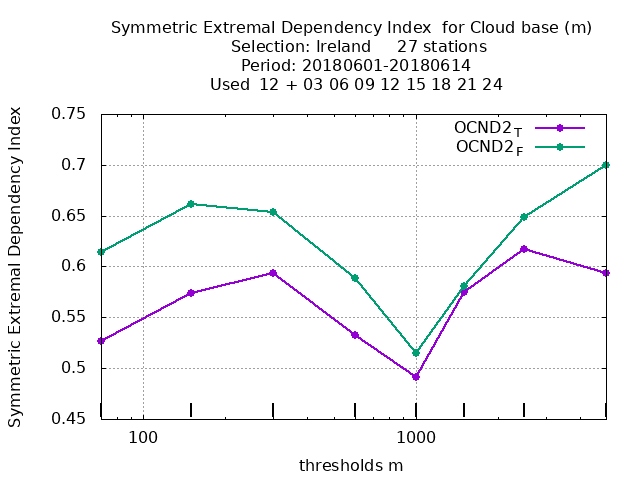 Symmetric Extremal Dependency Index  for Cloud base (m)
Selection: Ireland     27 stations
Period: 20180601-20180614
Used  12 + 03 06 09 12 15 18 21 24
Symmetric Extremal Dependency Index
0.75
0.7
0.65
0.6
0.55
0.5
0.45
OCND2T
OCND2F
100
1000
thresholds m